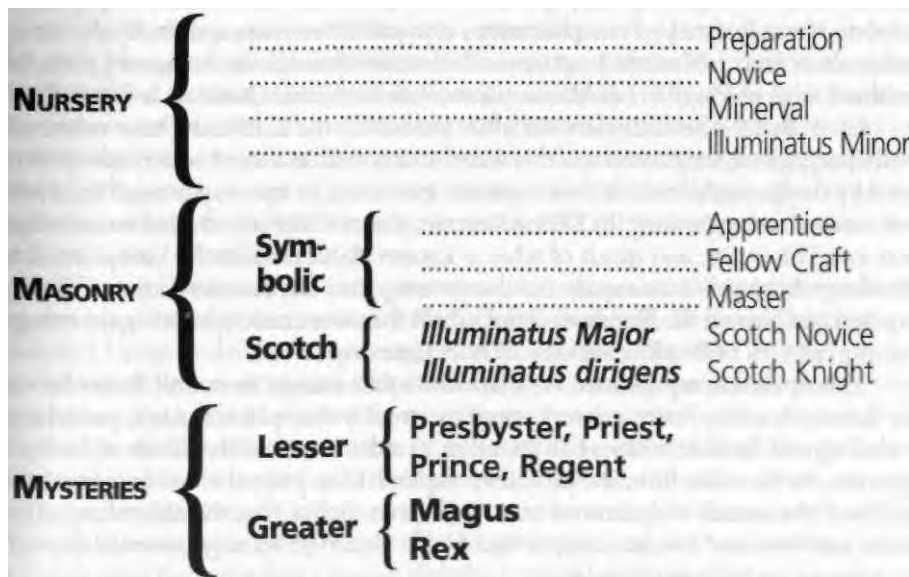 NURSERY
........ Preparation
........ Novice
........ Minerval
........ Illuminatus Minor
MASONRY
Sym-
bolic
........ Apprentice
........ Fellow Craft
........ Master
Scotch
Illuminatus Major Scotch Novice
Illuminatus dirigens Scotch Knight
MYSTERIES
Lesser
Presbyster, Priest,
Prince, Regent
Greater
Magus
Rex